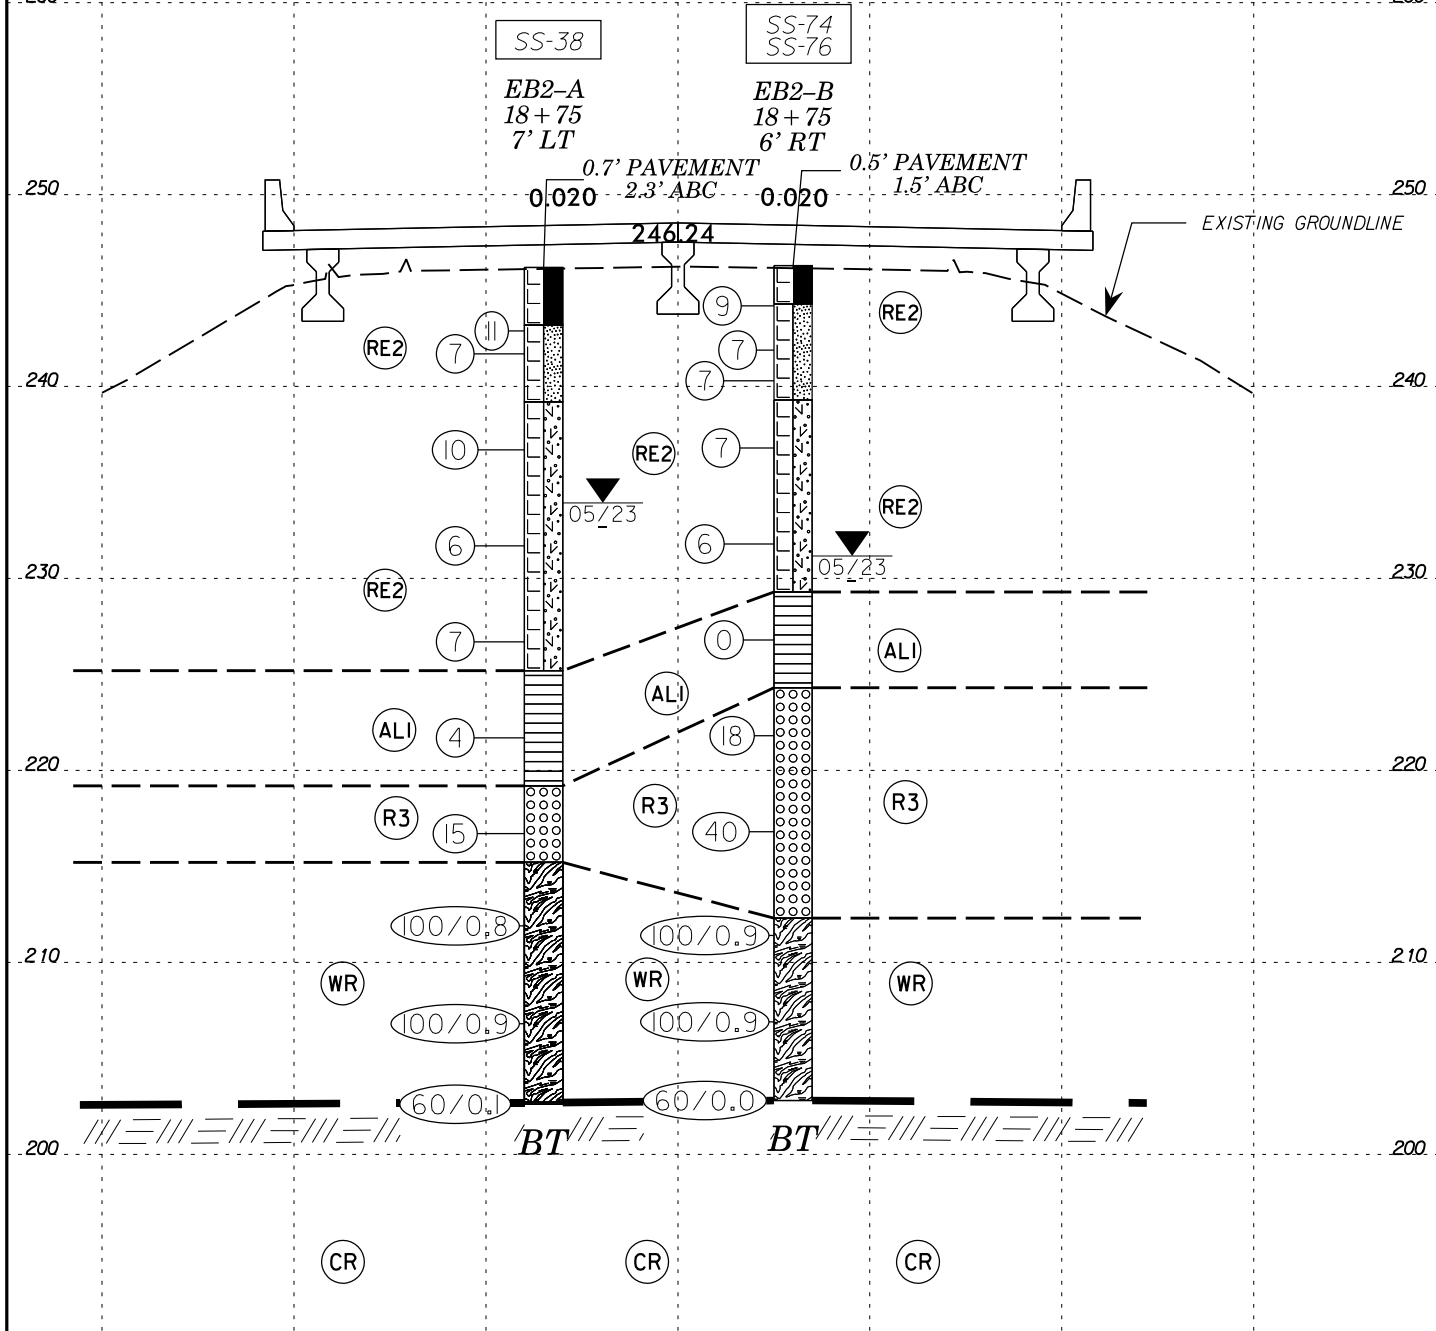 SS-38
SS-74
SS-76
EB2-A
18+75
7' LT
EB2-B
18+75
6' RT
0.7' PAVEMENT
2.3' ABC
0.5' PAVEMENT
1.5' ABC
250
0.020
0.020
250
246.24
EXISTING GROUNDLINE
9
RE2
11
RE2
7
7
7
240
240
10
RE2
7
05/23
RE2
6
6
05/23
230
230
RE2
7
0
AL1
AL1
AL1
4
18
220
220
R3
R3
R3
15
40
100/0.8
100/0.9
210
210
WR
WR
WR
100/0.9
100/0.9
60/0.1
60/0.0
BT
BT
200
200
CR
CR
CR